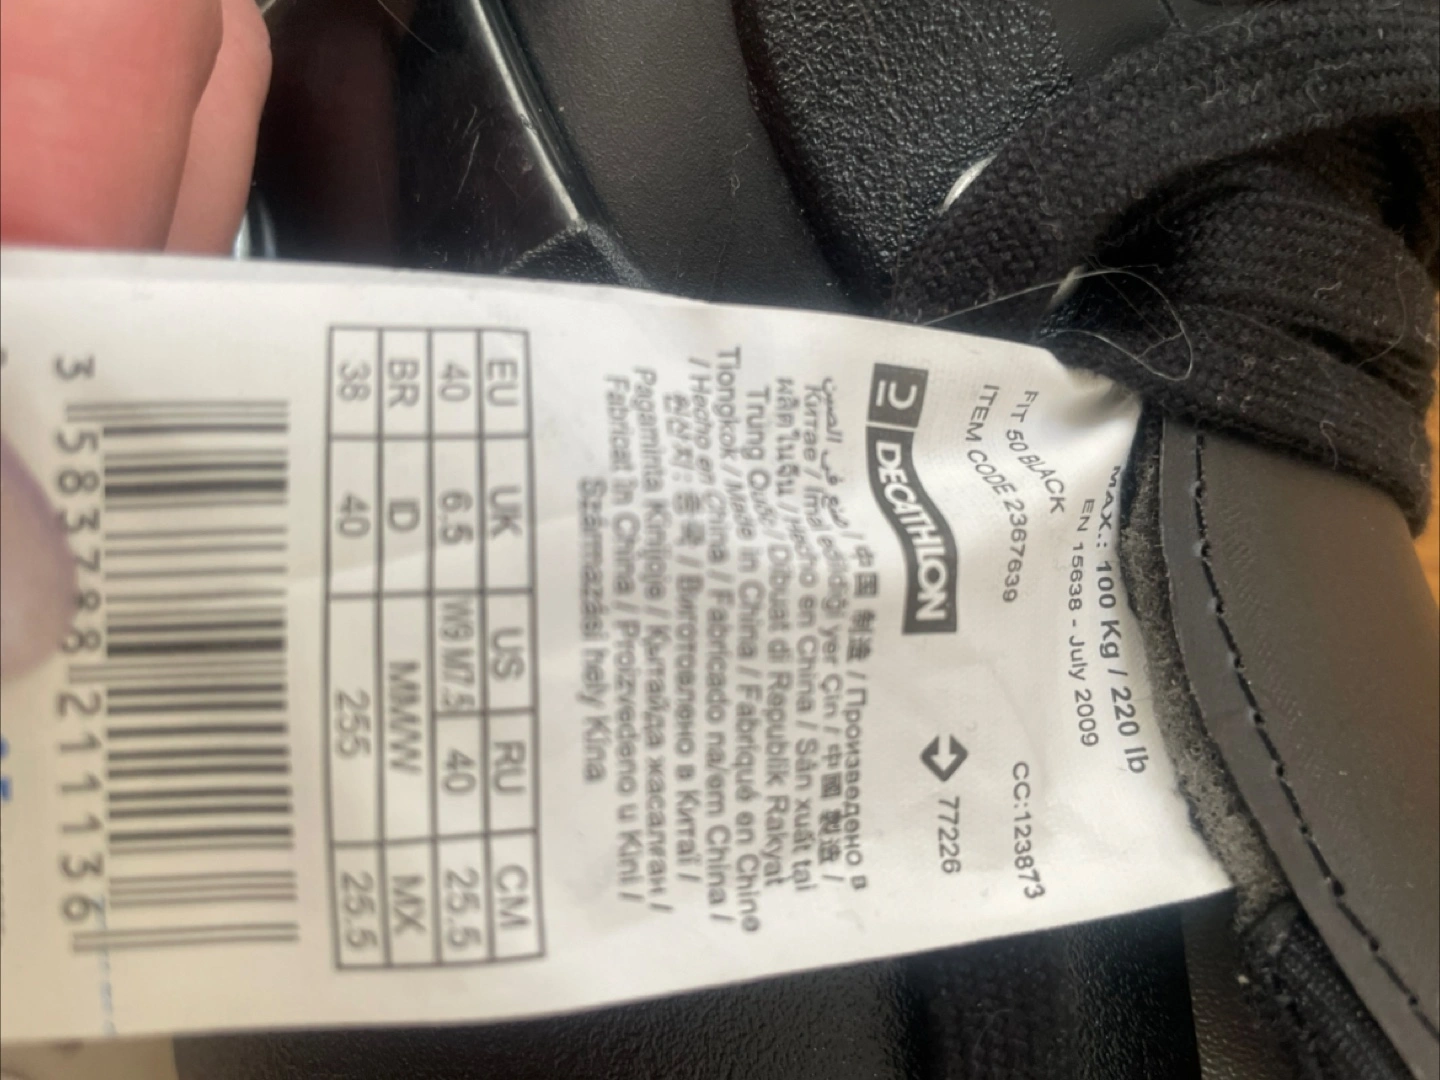 MAX.: 100 Kg / 220 lb
EN 15638 - July 2009
FIT 50 BLACK CC:123873
ITEM CODE 2367639
DECATHLON 77226
中国 制造 / Произведено в
صنع في الصين / Imal edildiği yer Çin / 中國 製造 /
Китае / Hecho en China / Sản xuất tại
ผลิตในจีน / Dibuat di Republik Rakyat
Trung Quốc / Made in China / Fabriqué en Chine
Tiongkok / Fabricado na/em China /
/ Hecho en China / Виготовлено в Китаї /
원산지: 중국 / Қытайда жасалған /
Pagaminta Kinijoje / Proizvedeno u Kini /
Fabricat în China /
Származási hely Kína
EU UK US RU CM
40 6.5 W9 M7.5 40 25.5
BR ID MMWW MX
38 40 255 25.5
3 583788 211136